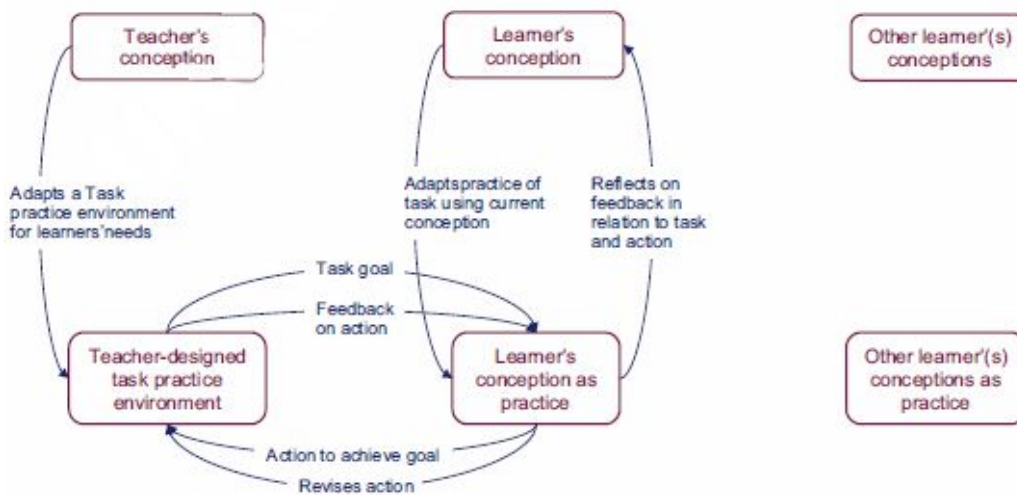 Teacher's
conception
Learner's
conception
Other learner'(s)
conceptions
Adapts a Task
practice environment
for learners'needs
Adaptspractice of
task using current
conception
Reflects on
feedback in
relation to task
and action
Task goal
Feedback
on action
Teacher-designed
task practice
environment
Learner's
conception as
practice
Other learner'(s)
conceptions as
practice
Action to achieve goal
Revises action